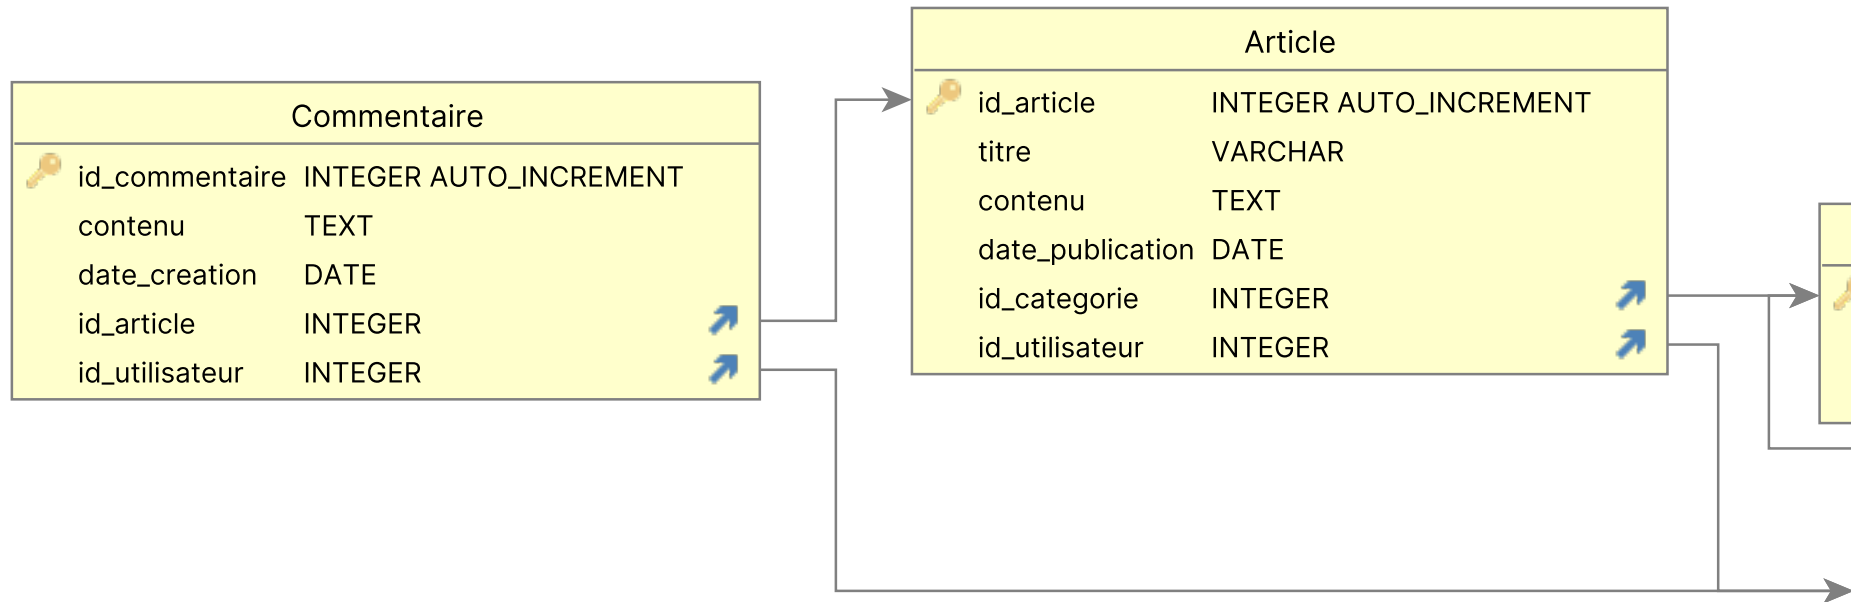 Commentaire
id_commentaire INTEGER AUTO_INCREMENT
contenu TEXT
date_creation DATE
id_article INTEGER
id_utilisateur INTEGER
Article
id_article INTEGER AUTO_INCREMENT
titre VARCHAR
contenu TEXT
date_publication DATE
id_categorie INTEGER
id_utilisateur INTEGER